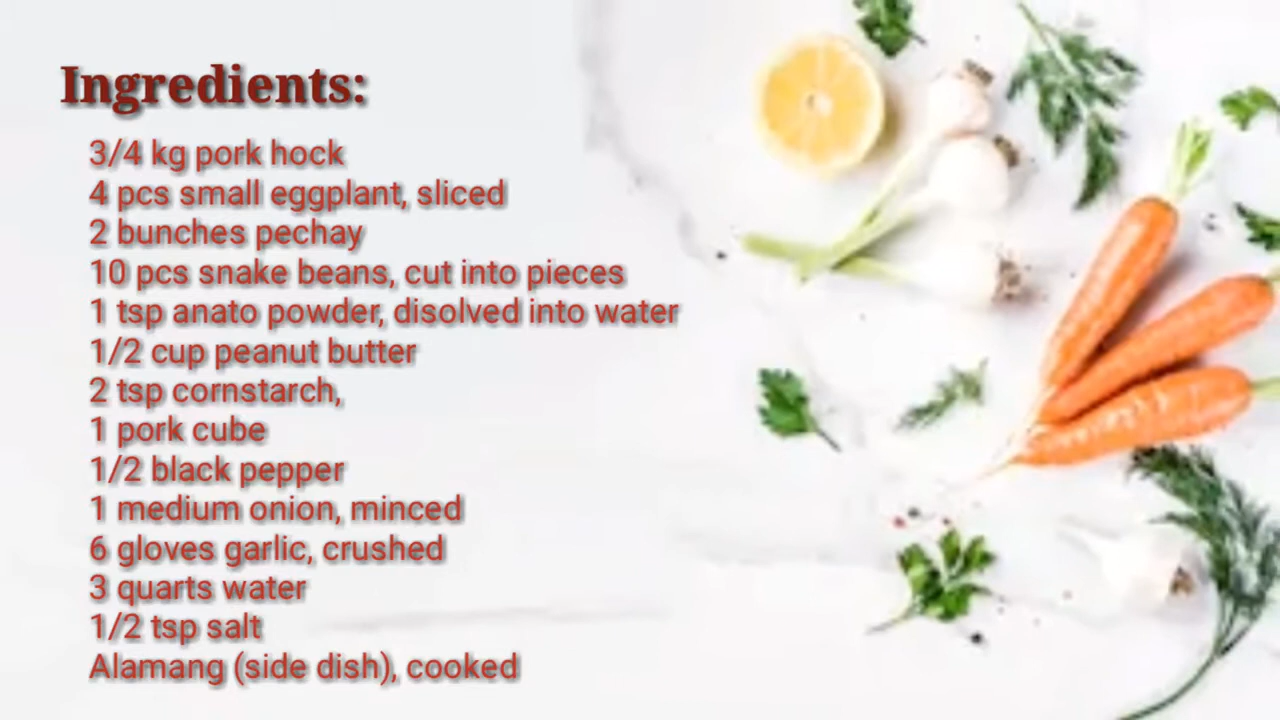 Ingredients:
3/4 kg pork hock
4 pcs small eggplant, sliced
2 bunches pechay
10 pcs snake beans, cut into pieces
1 tsp anato powder, disolved into water
1/2 cup peanut butter
2 tsp cornstarch,
1 pork cube
1/2 black pepper
1 medium onion, minced
6 gloves garlic, crushed
3 quarts water
1/2 tsp salt
Alamang (side dish), cooked